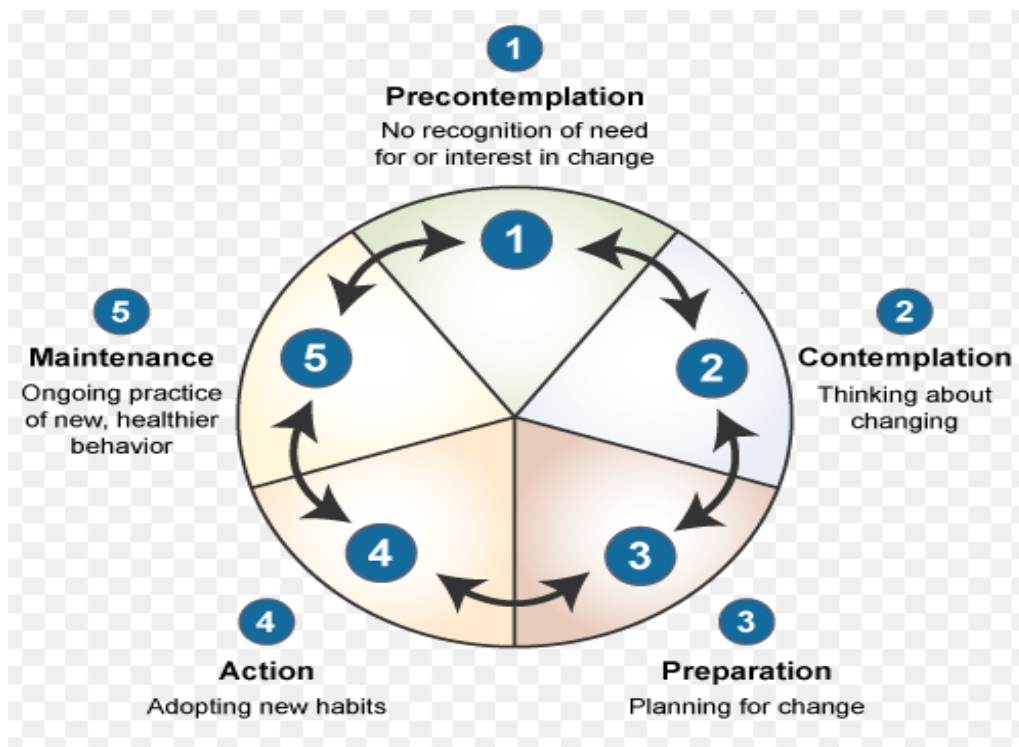 1
Precontemplation
No recognition of need
for or interest in change
1
5
Maintenance
Ongoing practice
of new, healthier
behavior
5
2
2
Contemplation
Thinking about
changing
4
3
4
Action
Adopting new habits
3
Preparation
Planning for change